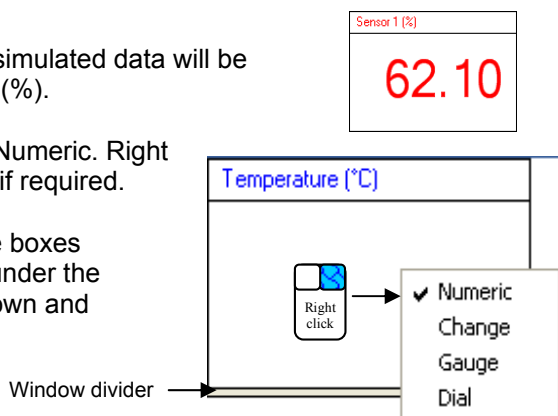 Sensor 1 (%)
62.10
simulated data will be
(%).
Numeric. Right
if required.
e boxes
under the
own and
Temperature (°C)
Right
click
Numeric
Change
Gauge
Dial
Window divider